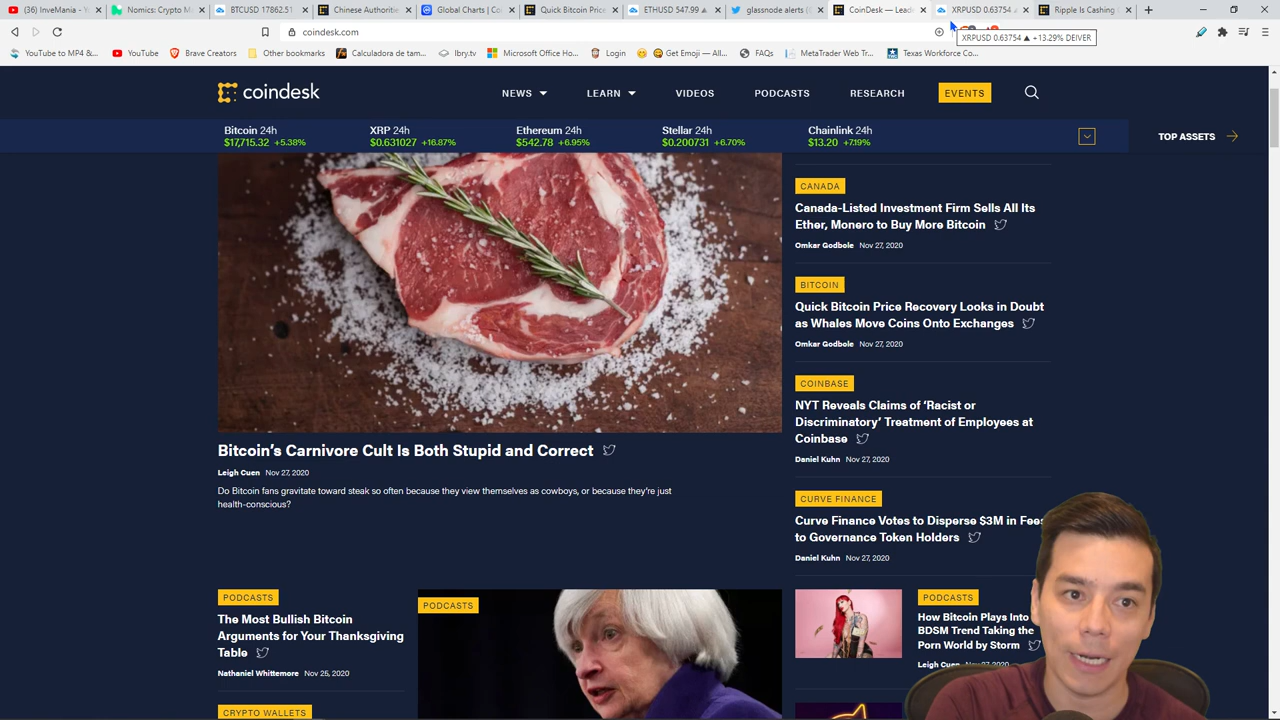 (36) InveMania - Y
Nomics: Crypto M
BTCUSD 17862.51
Chinese Authoritie
Global Charts | Co
Quick Bitcoin Price
ETHUSD 547.99 ▲
glassnode alerts (
CoinDesk — Lead
XRPUSD 0.63754 ▲
Ripple Is Cashing
coindesk.com
XRPUSD 0.63754 ▲ +13.29% DEIVER
YouTube to MP4 &...
YouTube
Brave Creators
Other Bookmarks
Calculadora de tam...
lbry.tv
Microsoft Office Ho...
Login
Get Emoji — All...
FAQ.
MetaTrader Web Tr...
Texas Workforce Co...
coindesk
NEWS
LEARN
VIDEOS
PODCASTS
RESEARCH
EVENTS
Bitcoin 24h
$17,715.32 +5.38%
XRP 24h
$0.631027 +16.87%
Ethereum 24h
$542.78 +6.95%
Stellar 24h
$0.200731 +6.70%
Chainlink 24h
$13.20 +7.19%
TOP ASSETS
Bitcoin's Carnivore Cult Is Both Stupid and Correct
Leigh Cuen Nov 27, 2020
Do Bitcoin fans gravitate toward steak so often because they view themselves as cowboys, or because they're just
health-conscious?
CANADA
Canada-Listed Investment Firm Sells All Its
Ether, Monero to Buy More Bitcoin
Omkar Godbole Nov 27, 2020
BITCOIN
Quick Bitcoin Price Recovery Looks in Doubt
as Whales Move Coins Onto Exchanges
Omkar Godbole Nov 27, 2020
COINBASE
NYT Reveals Claims of ‘Racist or
Discriminatory’ Treatment of Employees at
Coinbase
Daniel Kuhn Nov 27, 2020
CURVE FINANCE
Curve Finance Votes to Disperse $3M in Fees
to Governance Token Holders
Daniel Kuhn Nov 27, 2020
PODCASTS
The Most Bullish Bitcoin
Arguments for Your Thanksgiving
Table
Nathaniel Whittemore Nov 25, 2020
CRYPTO WALLETS
PODCASTS
PODCASTS
How Bitcoin Plays Into
BDSM Trend Taking the
Porn World by Storm
Leigh Cuen Nov 27, 2020